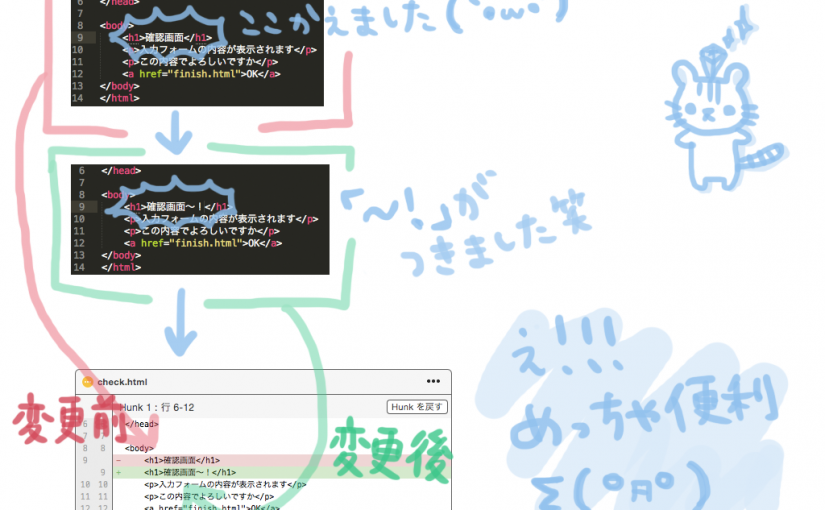 6 </head>
7
8 <body>
9 <h1>確認画面</h1>
10 <p>入力フォームの内容が表示されます</p>
11 <p>この内容でよろしいですか</p>
12 <a href="finish.html">OK</a>
13 </body>
14 </html>
ここかえました(˙ω˙)
6 </head>
7
8 <body>
9 <h1>確認画面〜！</h1>
10 <p>入力フォームの内容が表示されます</p>
11 <p>この内容でよろしいですか</p>
12 <a href="finish.html">OK</a>
13 </body>
14 </html>
「〜!」が
つきました笑
check.html •••
Hunk 1 : 行 6-12
Hunk を戻す
6 </head>
7
8 8 <body>
9 - <h1>確認画面</h1>
9 + <h1>確認画面〜！</h1>
10 10 <p>入力フォームの内容が表示されます</p>
11 11 <p>この内容でよろしいですか</p>
12 12 <a href="finish.html">OK</a>
変更前
変更後
え!!!
めっちゃ便利
Σ(°Д°)